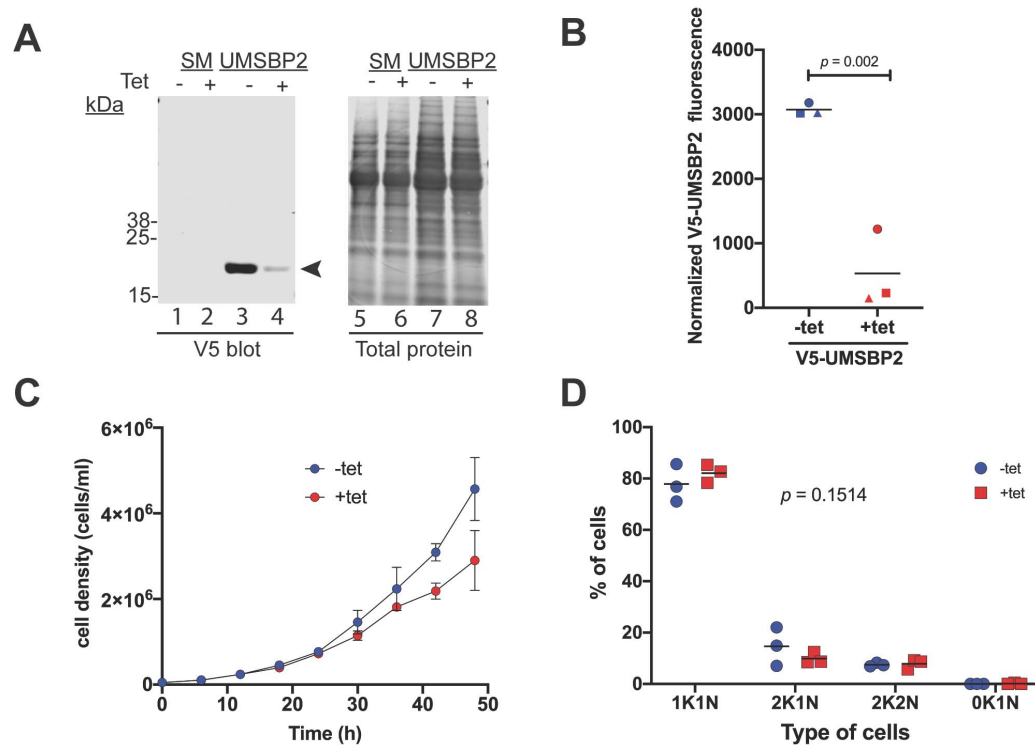 A
SM UMSBP2
Tet - + - +
kDa
38-
25-
15-
1 2 3 4
V5 blot
SM UMSBP2
- + - +
5 6 7 8
Total protein
B
Normalized V5-UMSBP2 fluorescence
4000
3000
2000
1000
0
p = 0.002
-tet +tet
V5-UMSBP2
C
cell density (cells/ml)
6×10⁶
4×10⁶
2×10⁶
0
-tet
+tet
0 10 20 30 40 50
Time (h)
D
% of cells
100
80
60
40
20
0
p = 0.1514
-tet
+tet
1K1N 2K1N 2K2N 0K1N
Type of cells